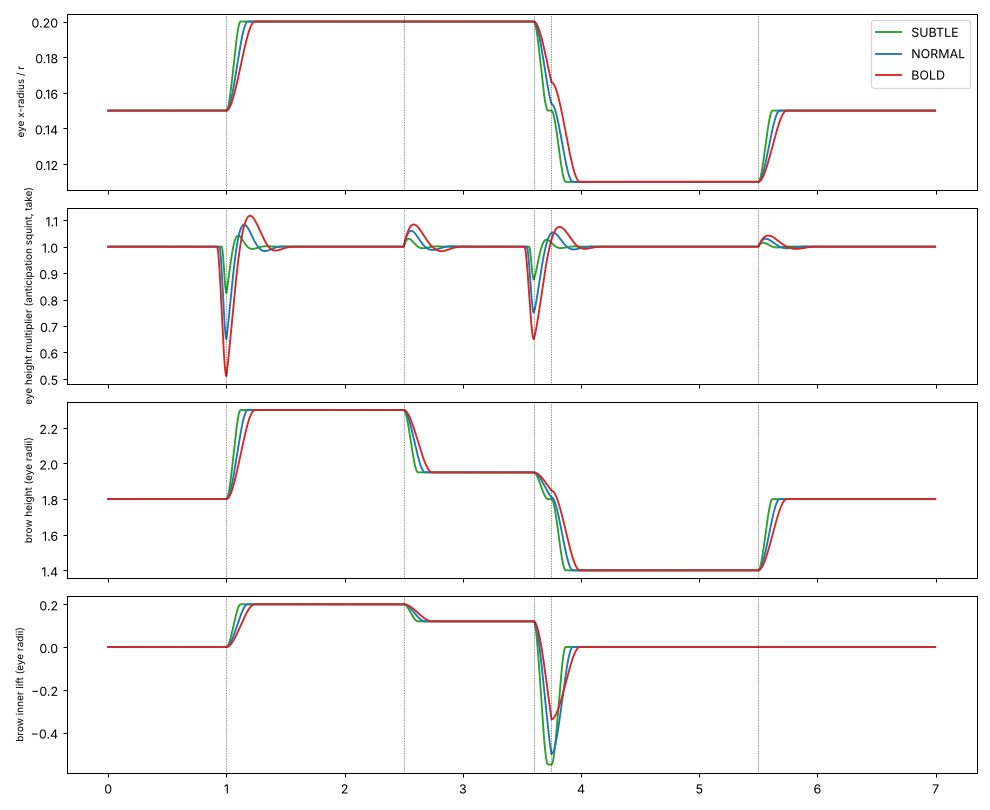 0.20
0.18
0.16
0.14
0.12
eye x-radius / r
SUBTLE
NORMAL
BOLD
1.1
1.0
0.9
0.8
0.7
0.6
0.5
eye height multiplier (anticipation squint, take)
2.2
2.0
1.8
1.6
1.4
brow height (eye radii)
0.2
0.0
−0.2
−0.4
brow inner lift (eye radii)
0 1 2 3 4 5 6 7